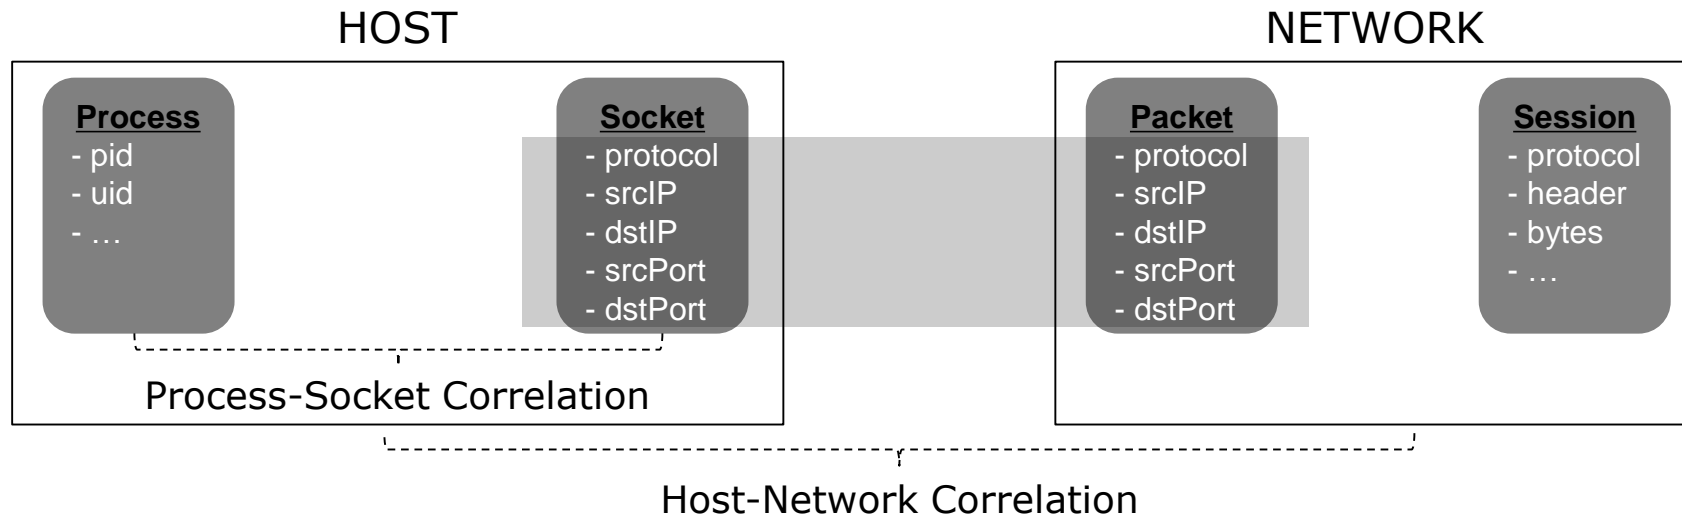 HOST
Process
- pid
- uid
- …
Socket
- protocol
- srcIP
- dstIP
- srcPort
- dstPort
Process-Socket Correlation
NETWORK
Packet
- protocol
- srcIP
- dstIP
- srcPort
- dstPort
Session
- protocol
- header
- bytes
- …
Host-Network Correlation